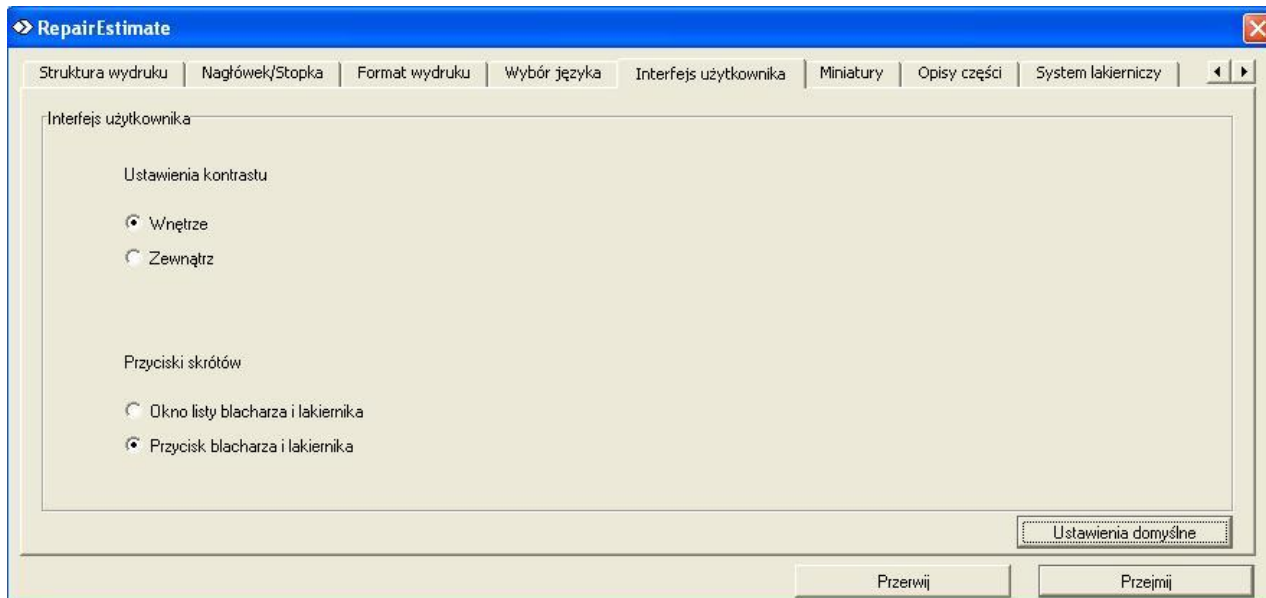 RepairEstimate
Struktura wydruku Nagłówek/Stopka Format wydruku Wybór języka Interfejs użytkownika Miniatury Opisy części System lakierniczy
Interfejs użytkownika
Ustawienia kontrastu
Wnętrze
Zewnątrz
Przyciski skrótów
Okno listy blacharza i lakiernika
Przycisk blacharza i lakiernika
Ustawienia domyślne
Przerwij Przejmij